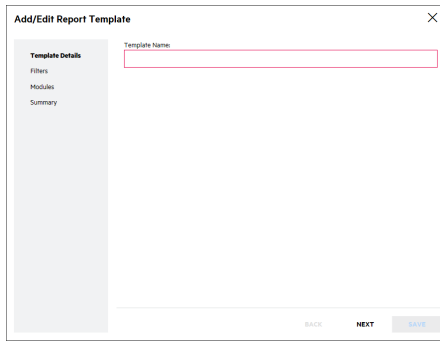 Add/Edit Report Template
Template Details
Filters
Modules
Summary
Template Name:
BACK
NEXT
SAVE